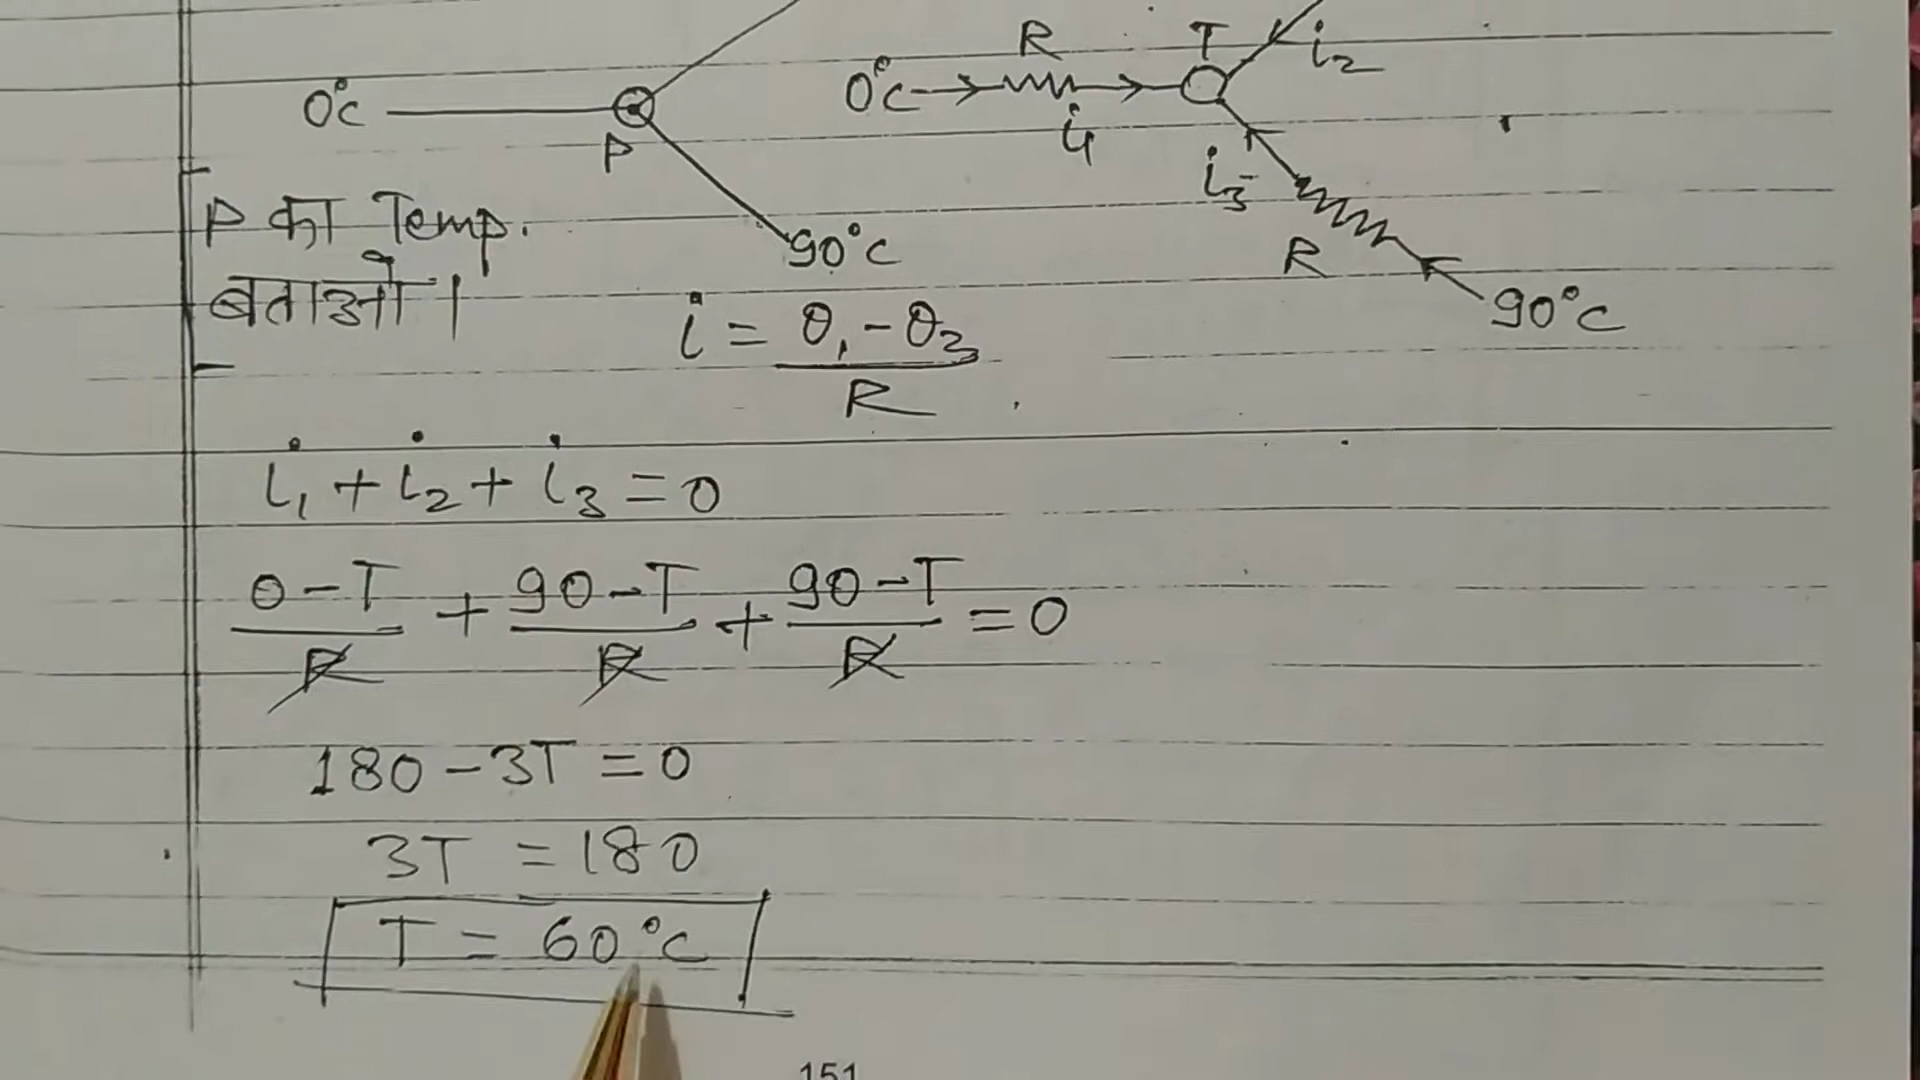 R T i₂
0°C P 0°C i₁
i₃
P का Temp. 90°C R
बताओ। 90°C
i = θ₁-θ₂
R
i₁ + i₂ + i₃ = 0
0-T + 90-T + 90-T = 0
R R R
180 - 3T = 0
3T = 180
T = 60°C
151